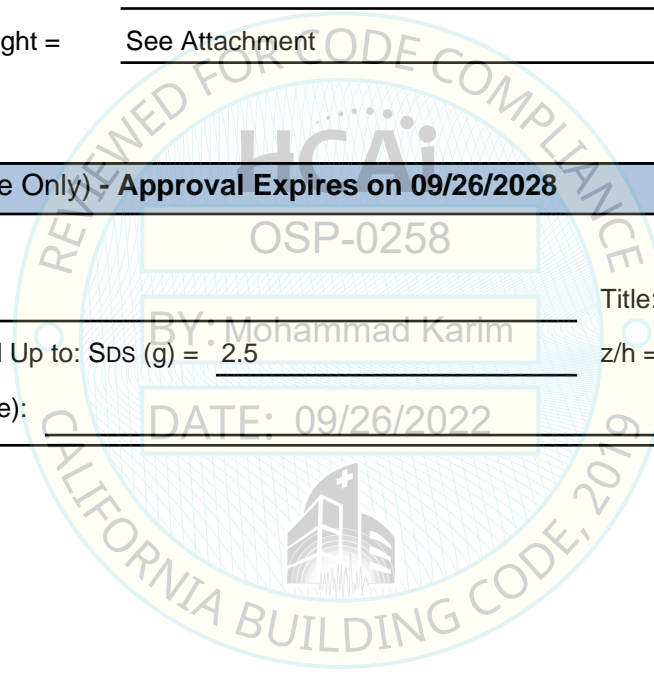 ght = See Attachment
REVIEWED FOR CODE COMPLIANCE
HCAi
e Only) - Approval Expires on 09/26/2028
OSP-0258
Title:
BY: Mohammad Karim
l Up to: SDS (g) = 2.5 z/h =
e):
DATE: 09/26/2022
CALIFORNIA BUILDING CODE, 2019